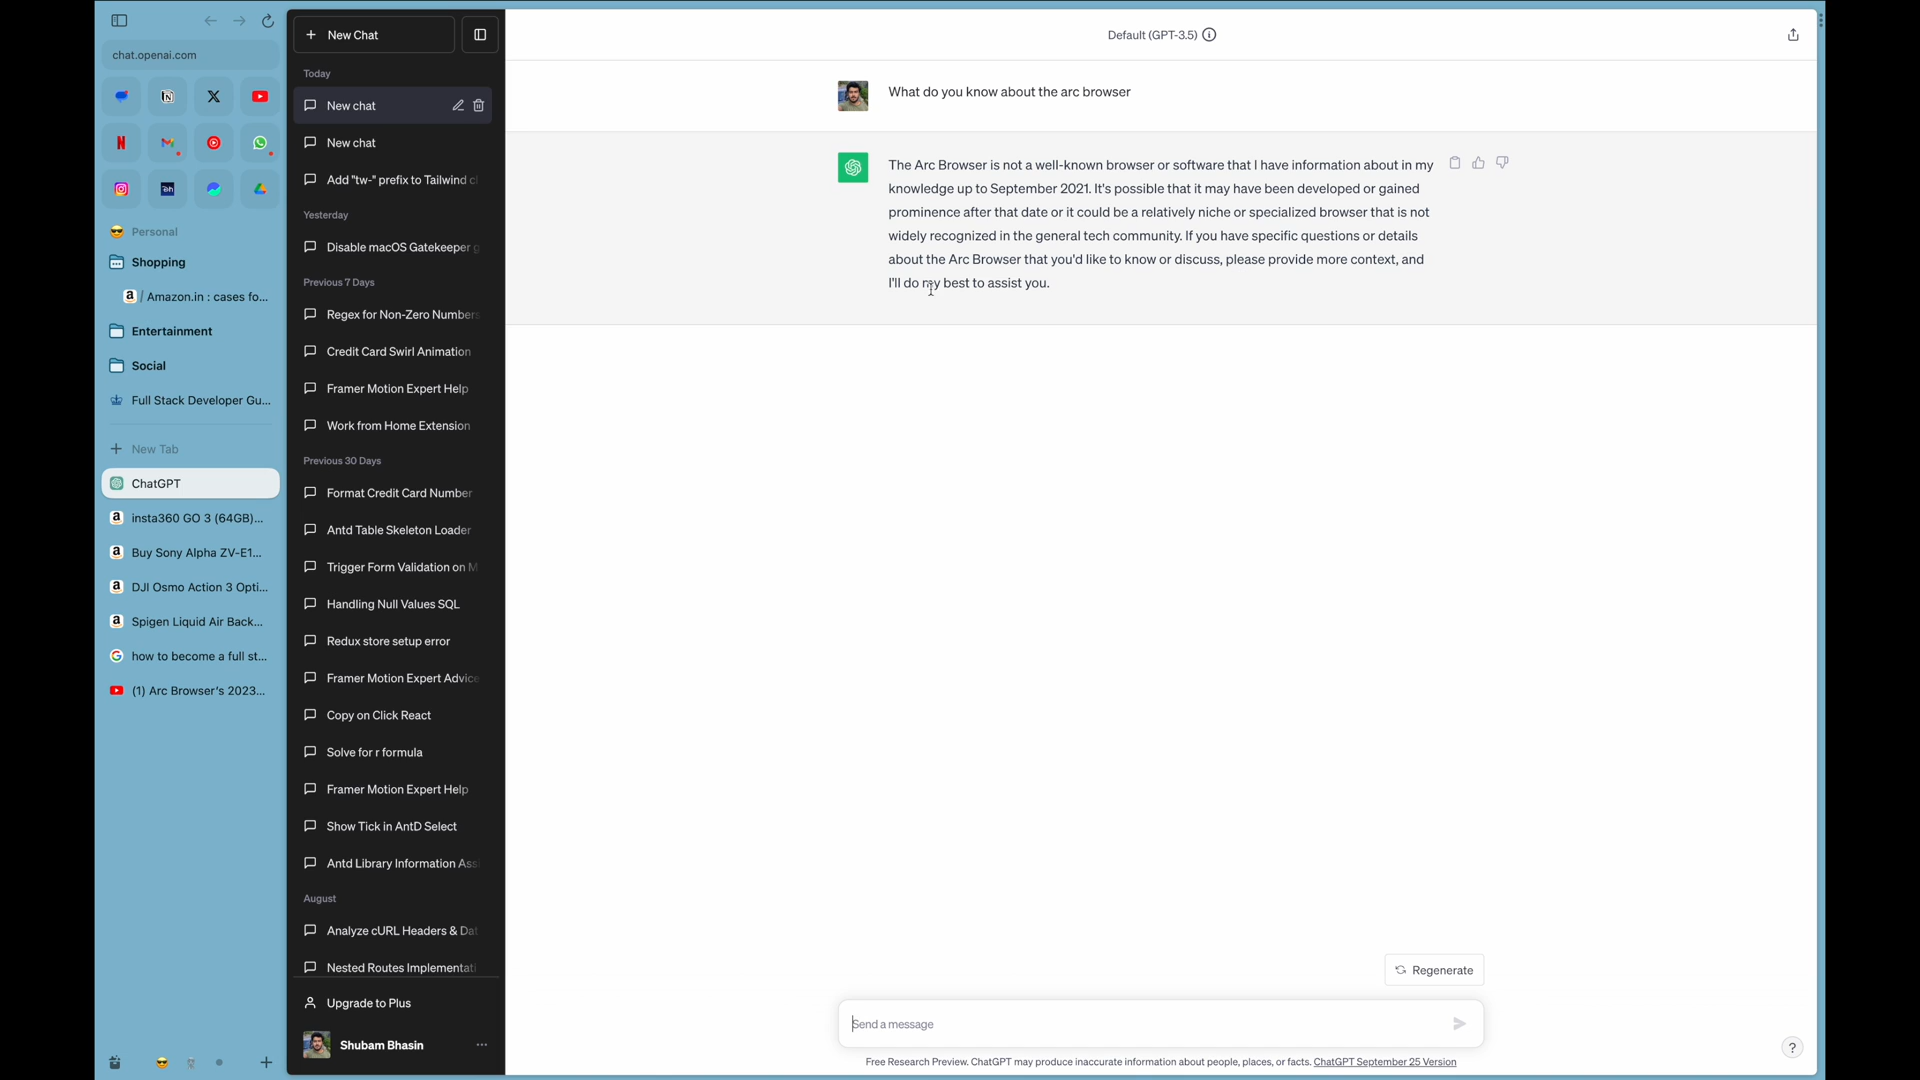 chat.openai.com
Personal
Shopping
/ Amazon.in : cases fo...
Entertainment
Social
Full Stack Developer Gu...
New Tab
ChatGPT
insta360 GO 3 (64GB)...
Buy Sony Alpha ZV-E1...
DJI Osmo Action 3 Opti...
Spigen Liquid Air Back...
how to become a full st...
(1) Arc Browser's 2023...
New Chat
Today
New chat
New chat
Add "tw-" prefix to Tailwind cl
Yesterday
Disable macOS Gatekeeper g
Previous 7 Days
Regex for Non-Zero Numbers
Credit Card Swirl Animation
Framer Motion Expert Help
Work from Home Extension
Previous 30 Days
Format Credit Card Number
Antd Table Skeleton Loader
Trigger Form Validation on M
Handling Null Values SQL
Redux store setup error
Framer Motion Expert Advice
Copy on Click React
Solve for r formula
Framer Motion Expert Help
Show Tick in AntD Select
Antd Library Information Ass
August
Analyze cURL Headers & Dat
Nested Routes Implementati
Upgrade to Plus
Shubam Bhasin
Default (GPT-3.5)
What do you know about the arc browser
The Arc Browser is not a well-known browser or software that I have information about in my
knowledge up to September 2021. It's possible that it may have been developed or gained
prominence after that date or it could be a relatively niche or specialized browser that is not
widely recognized in the general tech community. If you have specific questions or details
about the Arc Browser that you'd like to know or discuss, please provide more context, and
I'll do my best to assist you.
Regenerate
Send a message
Free Research Preview. ChatGPT may produce inaccurate information about people, places, or facts. ChatGPT September 25 Version
?